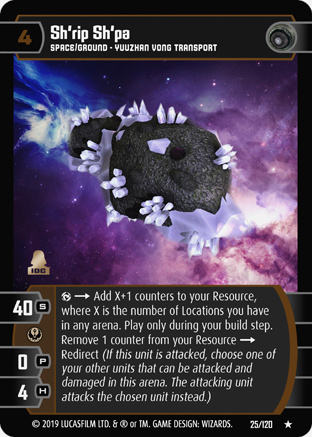 4 Sh'rip Sh'pa
SPACE/GROUND - YUUZHAN VONG TRANSPORT
IDC
40 S
0 P
4 H
→ Add X+1 counters to your Resource,
where X is the number of Locations you have
in any arena. Play only during your build step.
Remove 1 counter from your Resource →
Redirect (If this unit is attacked, choose one of
your other units that can be attacked and
damaged in this arena. The attacking unit
attacks the chosen unit instead.)
© 2019 LUCASFILM LTD. & ® or TM. GAME DESIGN: WIZARDS. 25/120 ★